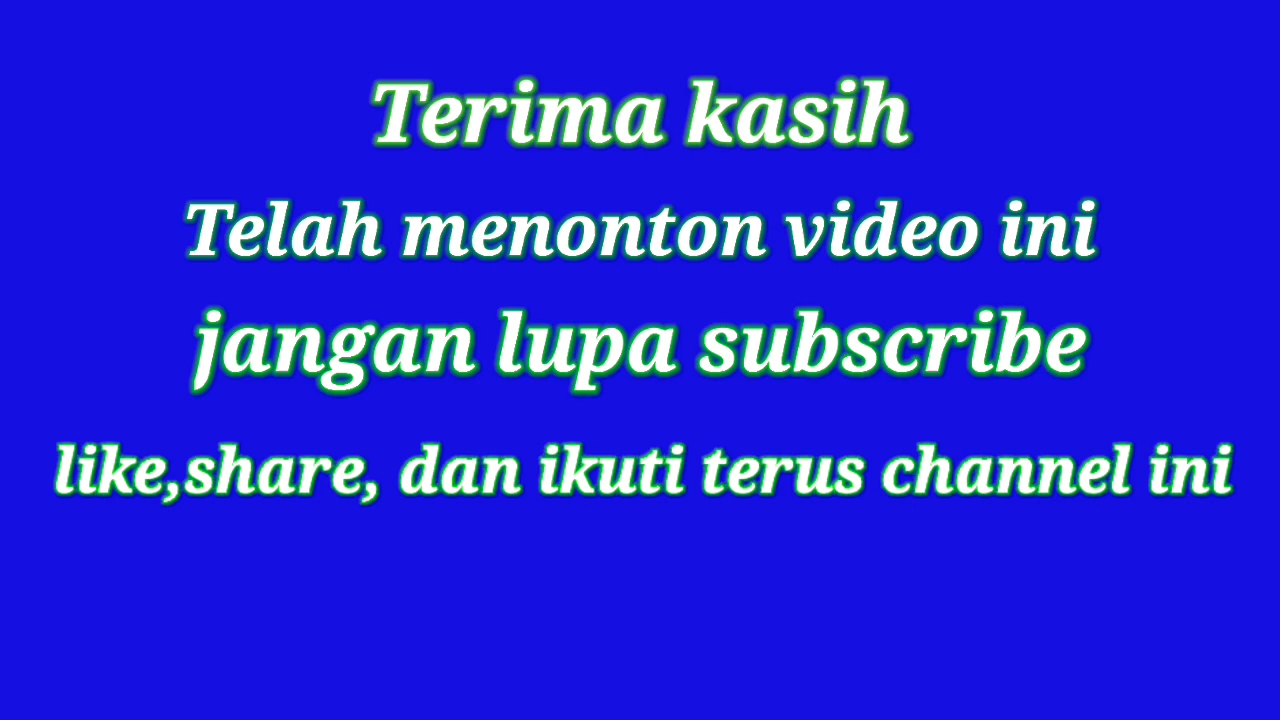 Terima kasih
Telah menonton video ini
jangan lupa subscribe
like,share, dan ikuti terus channel ini